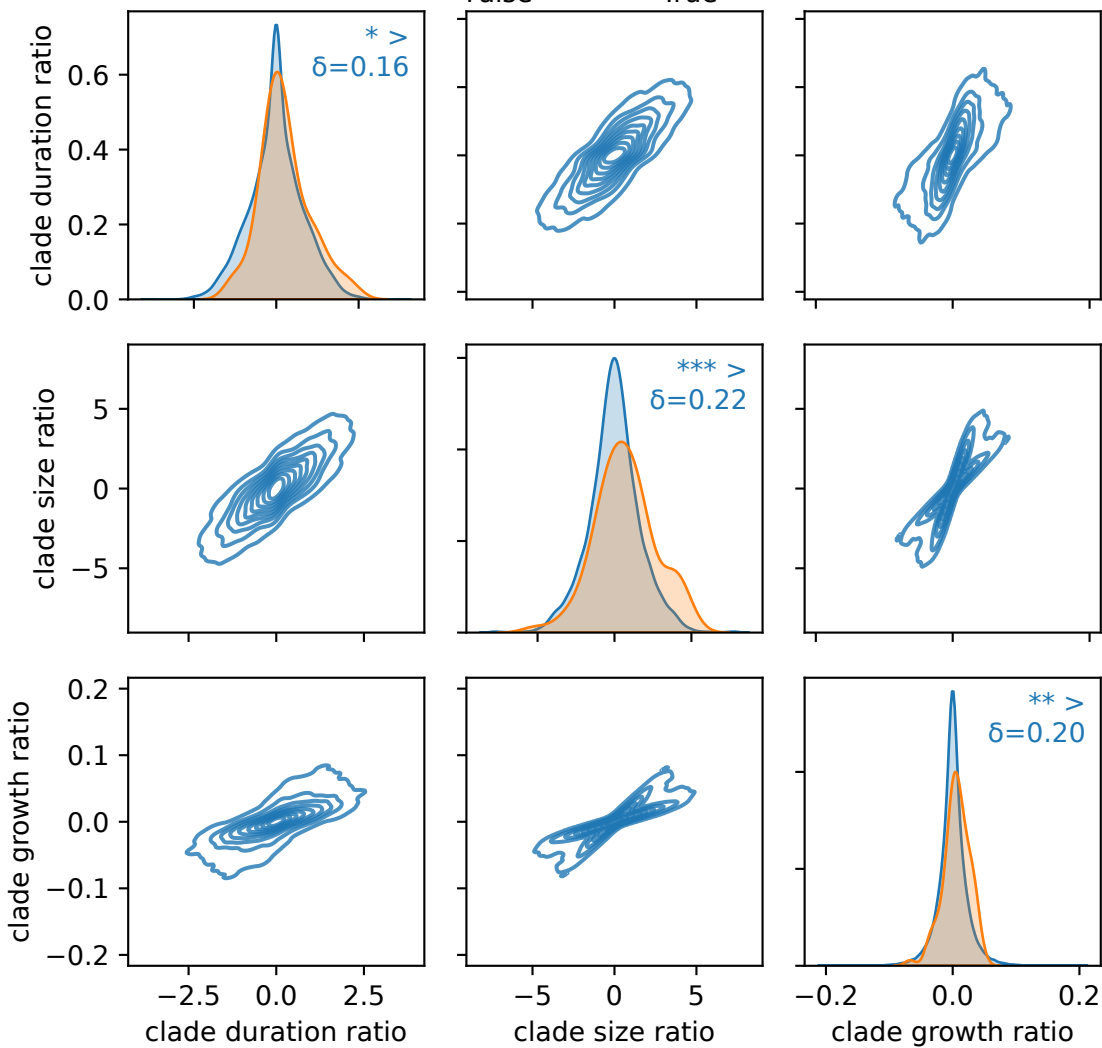 clade duration ratio
0.6
0.4
0.2
0.0
* >
δ=0.16
clade size ratio
5
0
−5
*** >
δ=0.22
clade growth ratio
0.2
0.1
0.0
−0.1
−0.2
** >
δ=0.20
−2.5 0.0 2.5
clade duration ratio
−5 0 5
clade size ratio
−0.2 0.0 0.2
clade growth ratio